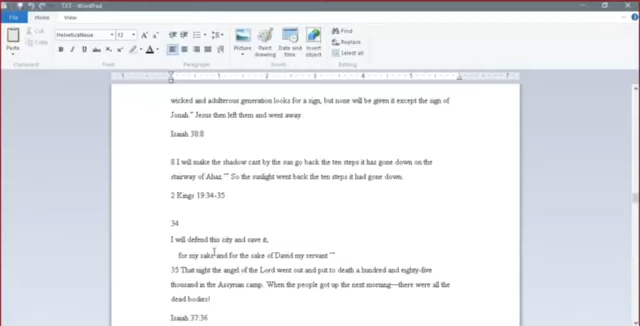 TXT - WordPad
File Home View
Paste
Cut
Copy
HelveticaNeue 12
Picture
Paint drawing
Date and time
Insert object
Find
Replace
Select all
Clipboard Font Paragraph Insert Editing
wicked and adulterous generation looks for a sign, but none will be given it except the sign of
Jonah.” Jesus then left them and went away.
Isaiah 38:8
8 I will make the shadow cast by the sun go back the ten steps it has gone down on the
stairway of Ahaz.’” So the sunlight went back the ten steps it had gone down.
2 Kings 19:34-35
34
I will defend this city and save it,
for my sake and for the sake of David my servant.’”
35 That night the angel of the Lord went out and put to death a hundred and eighty-five
thousand in the Assyrian camp. When the people got up the next morning—there were all the
dead bodies!
Isaiah 37:36